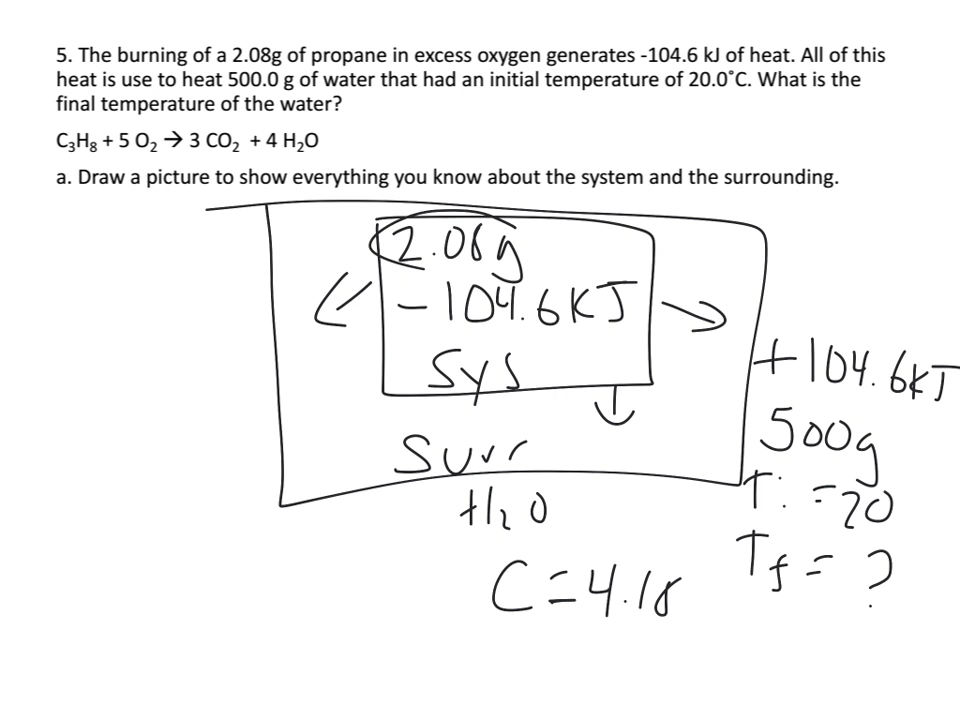 5. The burning of a 2.08g of propane in excess oxygen generates -104.6 kJ of heat. All of this
heat is use to heat 500.0 g of water that had an initial temperature of 20.0˚C. What is the
final temperature of the water?
C₃H₈ + 5 O₂ → 3 CO₂ + 4 H₂O
a. Draw a picture to show everything you know about the system and the surrounding.
2.08g
-104.6KJ
Sys
Surr
H₂O
C=4.18
+104.6KJ
500g
Ti=20
Tf=?